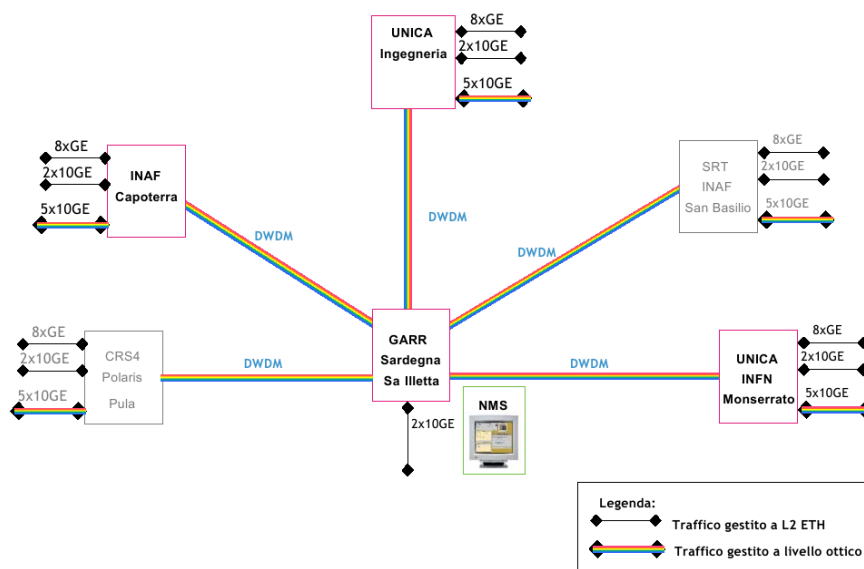 UNICA
Ingegneria
8xGE
2x10GE
5x10GE
INAF
Capoterra
8xGE
2x10GE
5x10GE
SRT
INAF
San Basilio
8xGE
2x10GE
5x10GE
DWDM
DWDM
DWDM
CRS4
Polaris
Pula
8xGE
2x10GE
5x10GE
DWDM
GARR
Sardegna
Sa Illetta
2x10GE
DWDM
UNICA
INFN
Monserrato
8xGE
2x10GE
5x10GE
NMS
Legenda:
Traffico gestito a L2 ETH
Traffico gestito a livello ottico